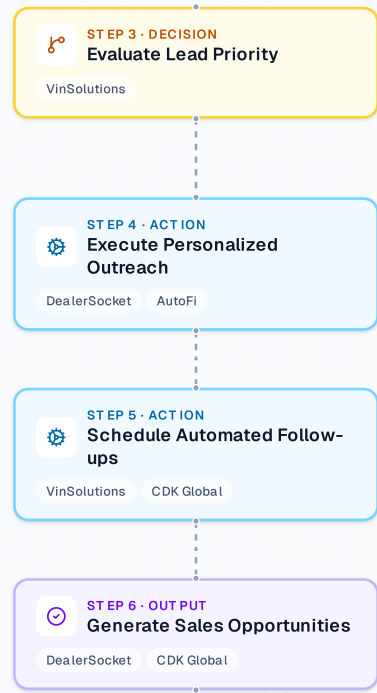 STEP 3 · DECISION
Evaluate Lead Priority
VinSolutions
STEP 4 · ACTION
Execute Personalized
Outreach
DealerSocket AutoFi
STEP 5 · ACTION
Schedule Automated Follow-
ups
VinSolutions CDK Global
STEP 6 · OUTPUT
Generate Sales Opportunities
DealerSocket CDK Global